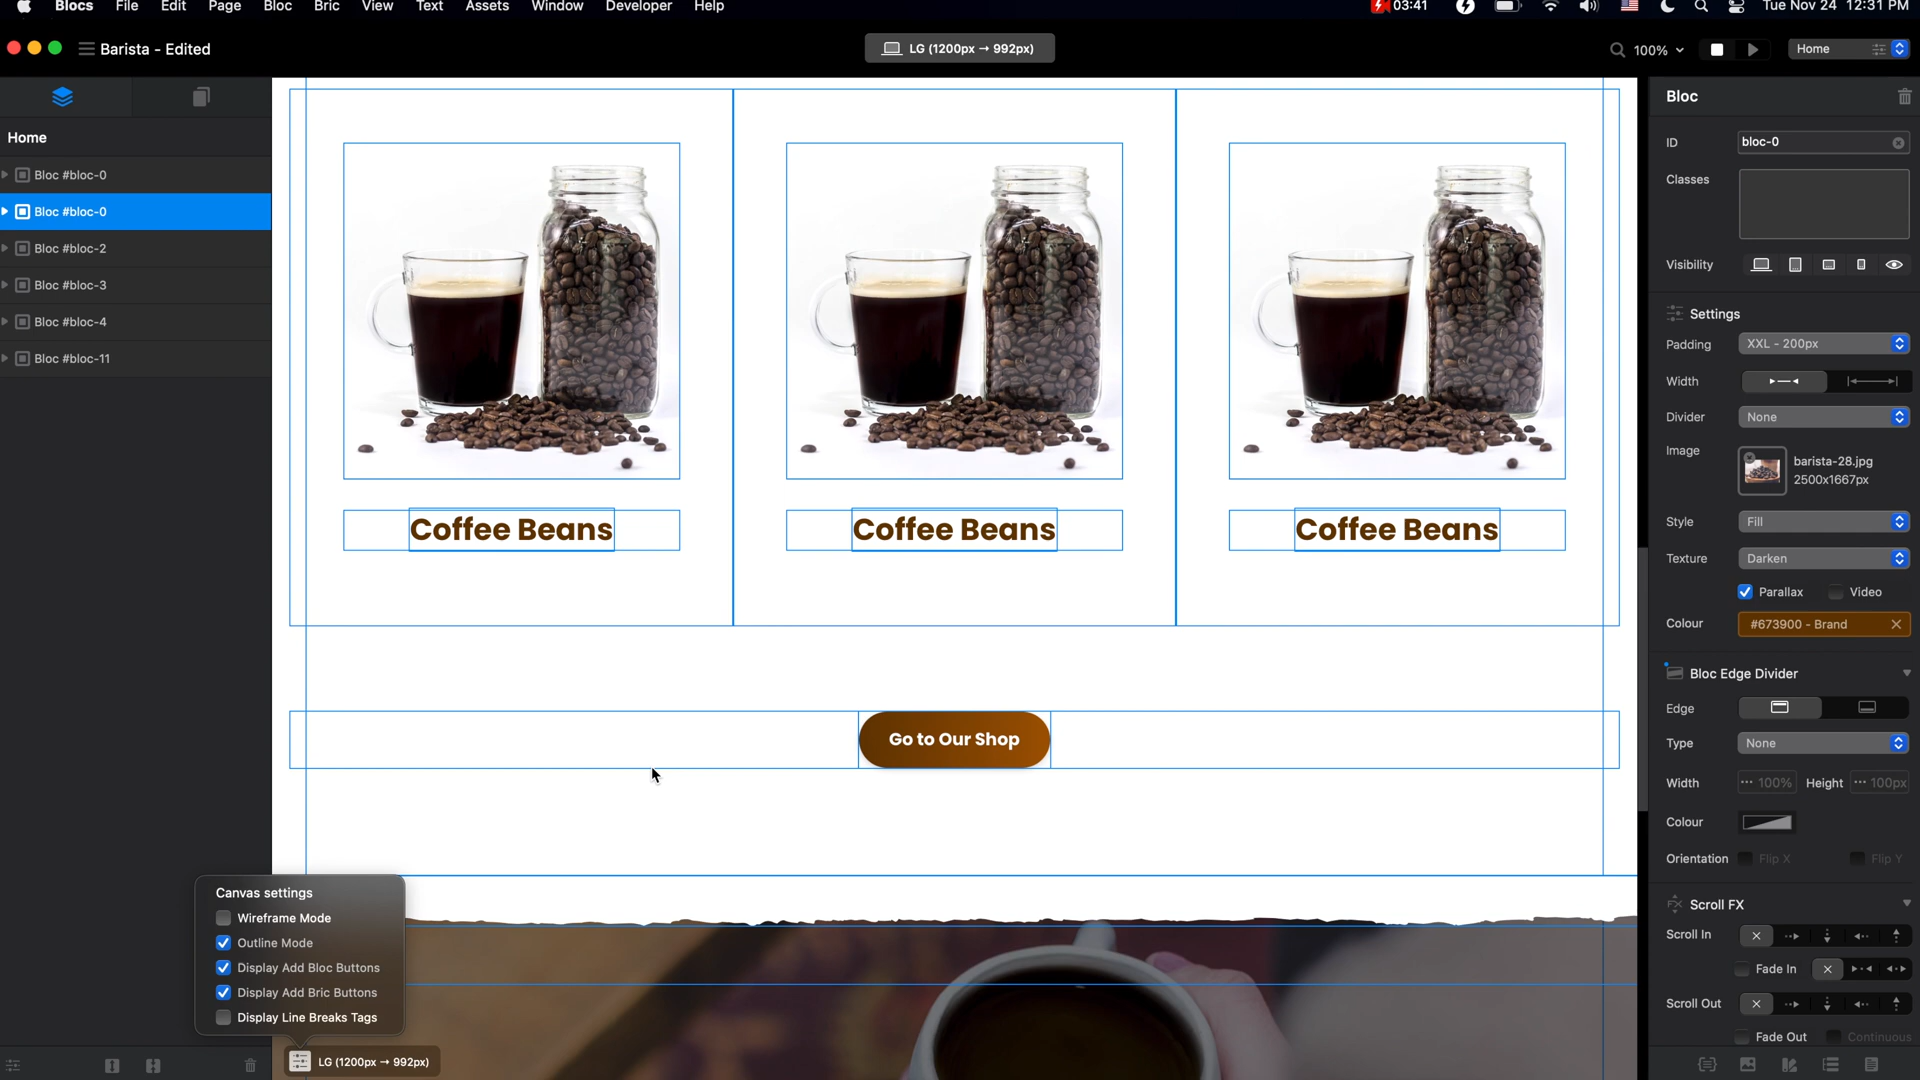 Blocs File Edit Page Bloc Bric View Text Assets Window Developer Help 03:41 Tue Nov 24 12:31 PM
Barista - Edited LG (1200px → 992px) 100% Home
Home
Bloc #bloc-0
Bloc #bloc-0
Bloc #bloc-2
Bloc #bloc-3
Bloc #bloc-4
Bloc #bloc-11
Coffee Beans Coffee Beans Coffee Beans
Go to Our Shop
Canvas settings
Wireframe Mode
Outline Mode
Display Add Bloc Buttons
Display Add Bric Buttons
Display Line Breaks Tags
LG (1200px → 992px)
Bloc
ID bloc-0
Classes
Visibility
Settings
Padding XXL - 200px
Width
Divider None
Image barista-28.jpg
2500x1667px
Style Fill
Texture Darken
Parallax Video
Colour #673900 - Brand
Bloc Edge Divider
Edge
Type None
Width 100% Height 100px
Colour
Orientation Flip X Flip Y
Scroll FX
Scroll In
Fade In
Scroll Out
Fade Out Continuous